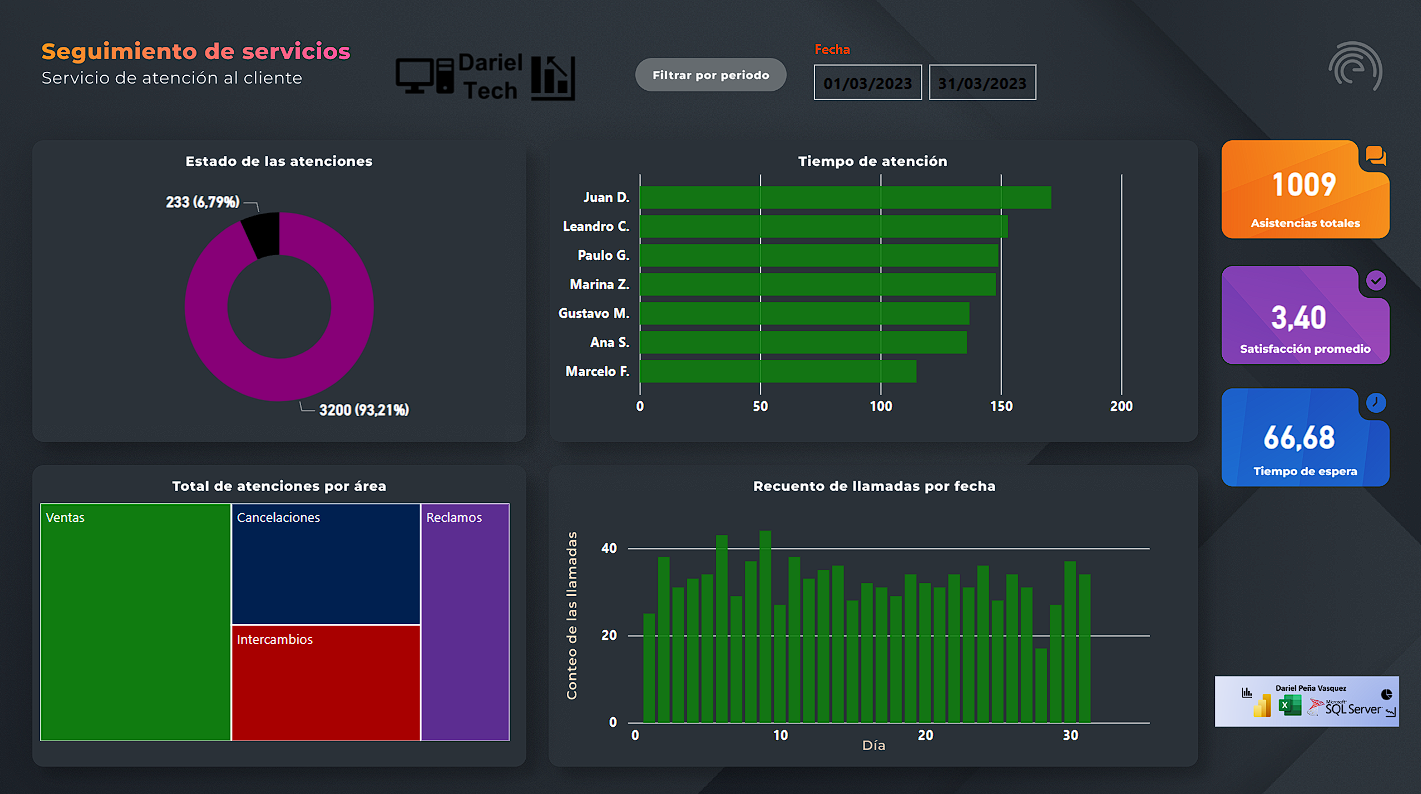 Seguimiento de servicios
Servicio de atención al cliente
Dariel
Tech
Filtrar por periodo
Fecha
01/03/2023
31/03/2023
Estado de las atenciones
233 (6,79%)
3200 (93,21%)
Tiempo de atención
Juan D.
Leandro C.
Paulo G.
Marina Z.
Gustavo M.
Ana S.
Marcelo F.
0 50 100 150 200
1009
Asistencias totales
3,40
Satisfacción promedio
66,68
Tiempo de espera
Total de atenciones por área
Ventas
Cancelaciones
Reclamos
Intercambios
Recuento de llamadas por fecha
Conteo de las llamadas
40
20
0
0 10 20 30
Día
Dariel Peña Vasquez
X
Microsoft
SQL Server